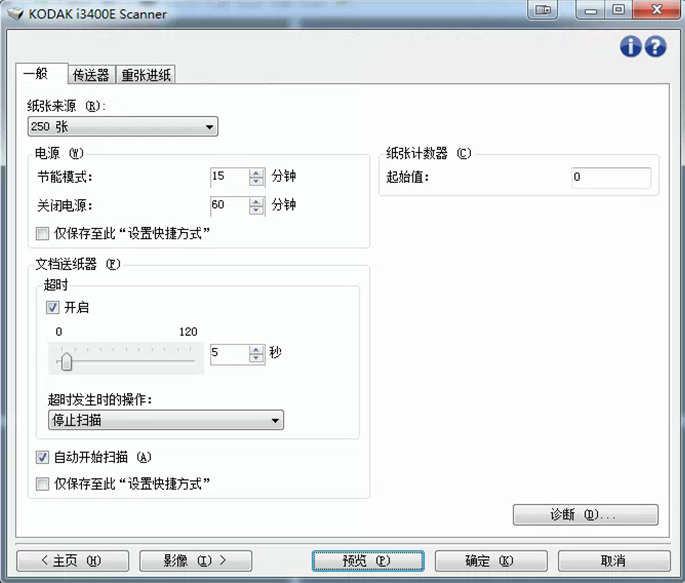 KODAK i3400E Scanner
一般 传送器 重张进纸
纸张来源 (R):
250 张
电源 (W)
节能模式: 15 分钟
关闭电源: 60 分钟
仅保存至此“设置快捷方式”
纸张计数器 (C)
起始值: 0
文档送纸器 (F)
超时
开启
0 120
5 秒
超时发生时的操作:
停止扫描
自动开始扫描 (A)
仅保存至此“设置快捷方式”
诊断 (D)...
< 主页 (H) 影像 (I) > 预览 (P) 确定 (K) 取消